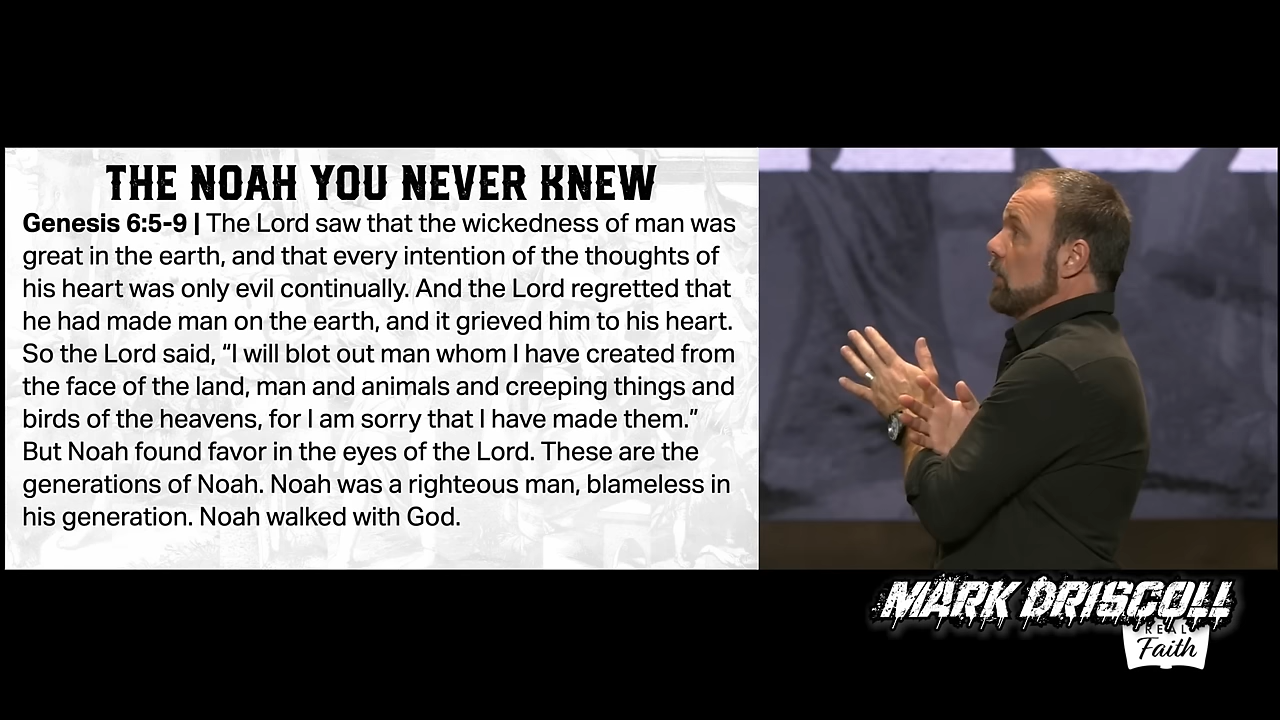 THE NOAH YOU NEVER KNEW
Genesis 6:5-9 | The Lord saw that the wickedness of man was
great in the earth, and that every intention of the thoughts of
his heart was only evil continually. And the Lord regretted that
he had made man on the earth, and it grieved him to his heart.
So the Lord said, “I will blot out man whom I have created from
the face of the land, man and animals and creeping things and
birds of the heavens, for I am sorry that I have made them.”
But Noah found favor in the eyes of the Lord. These are the
generations of Noah. Noah was a righteous man, blameless in
his generation. Noah walked with God.
MARK DRISCOLL
REAL
Faith